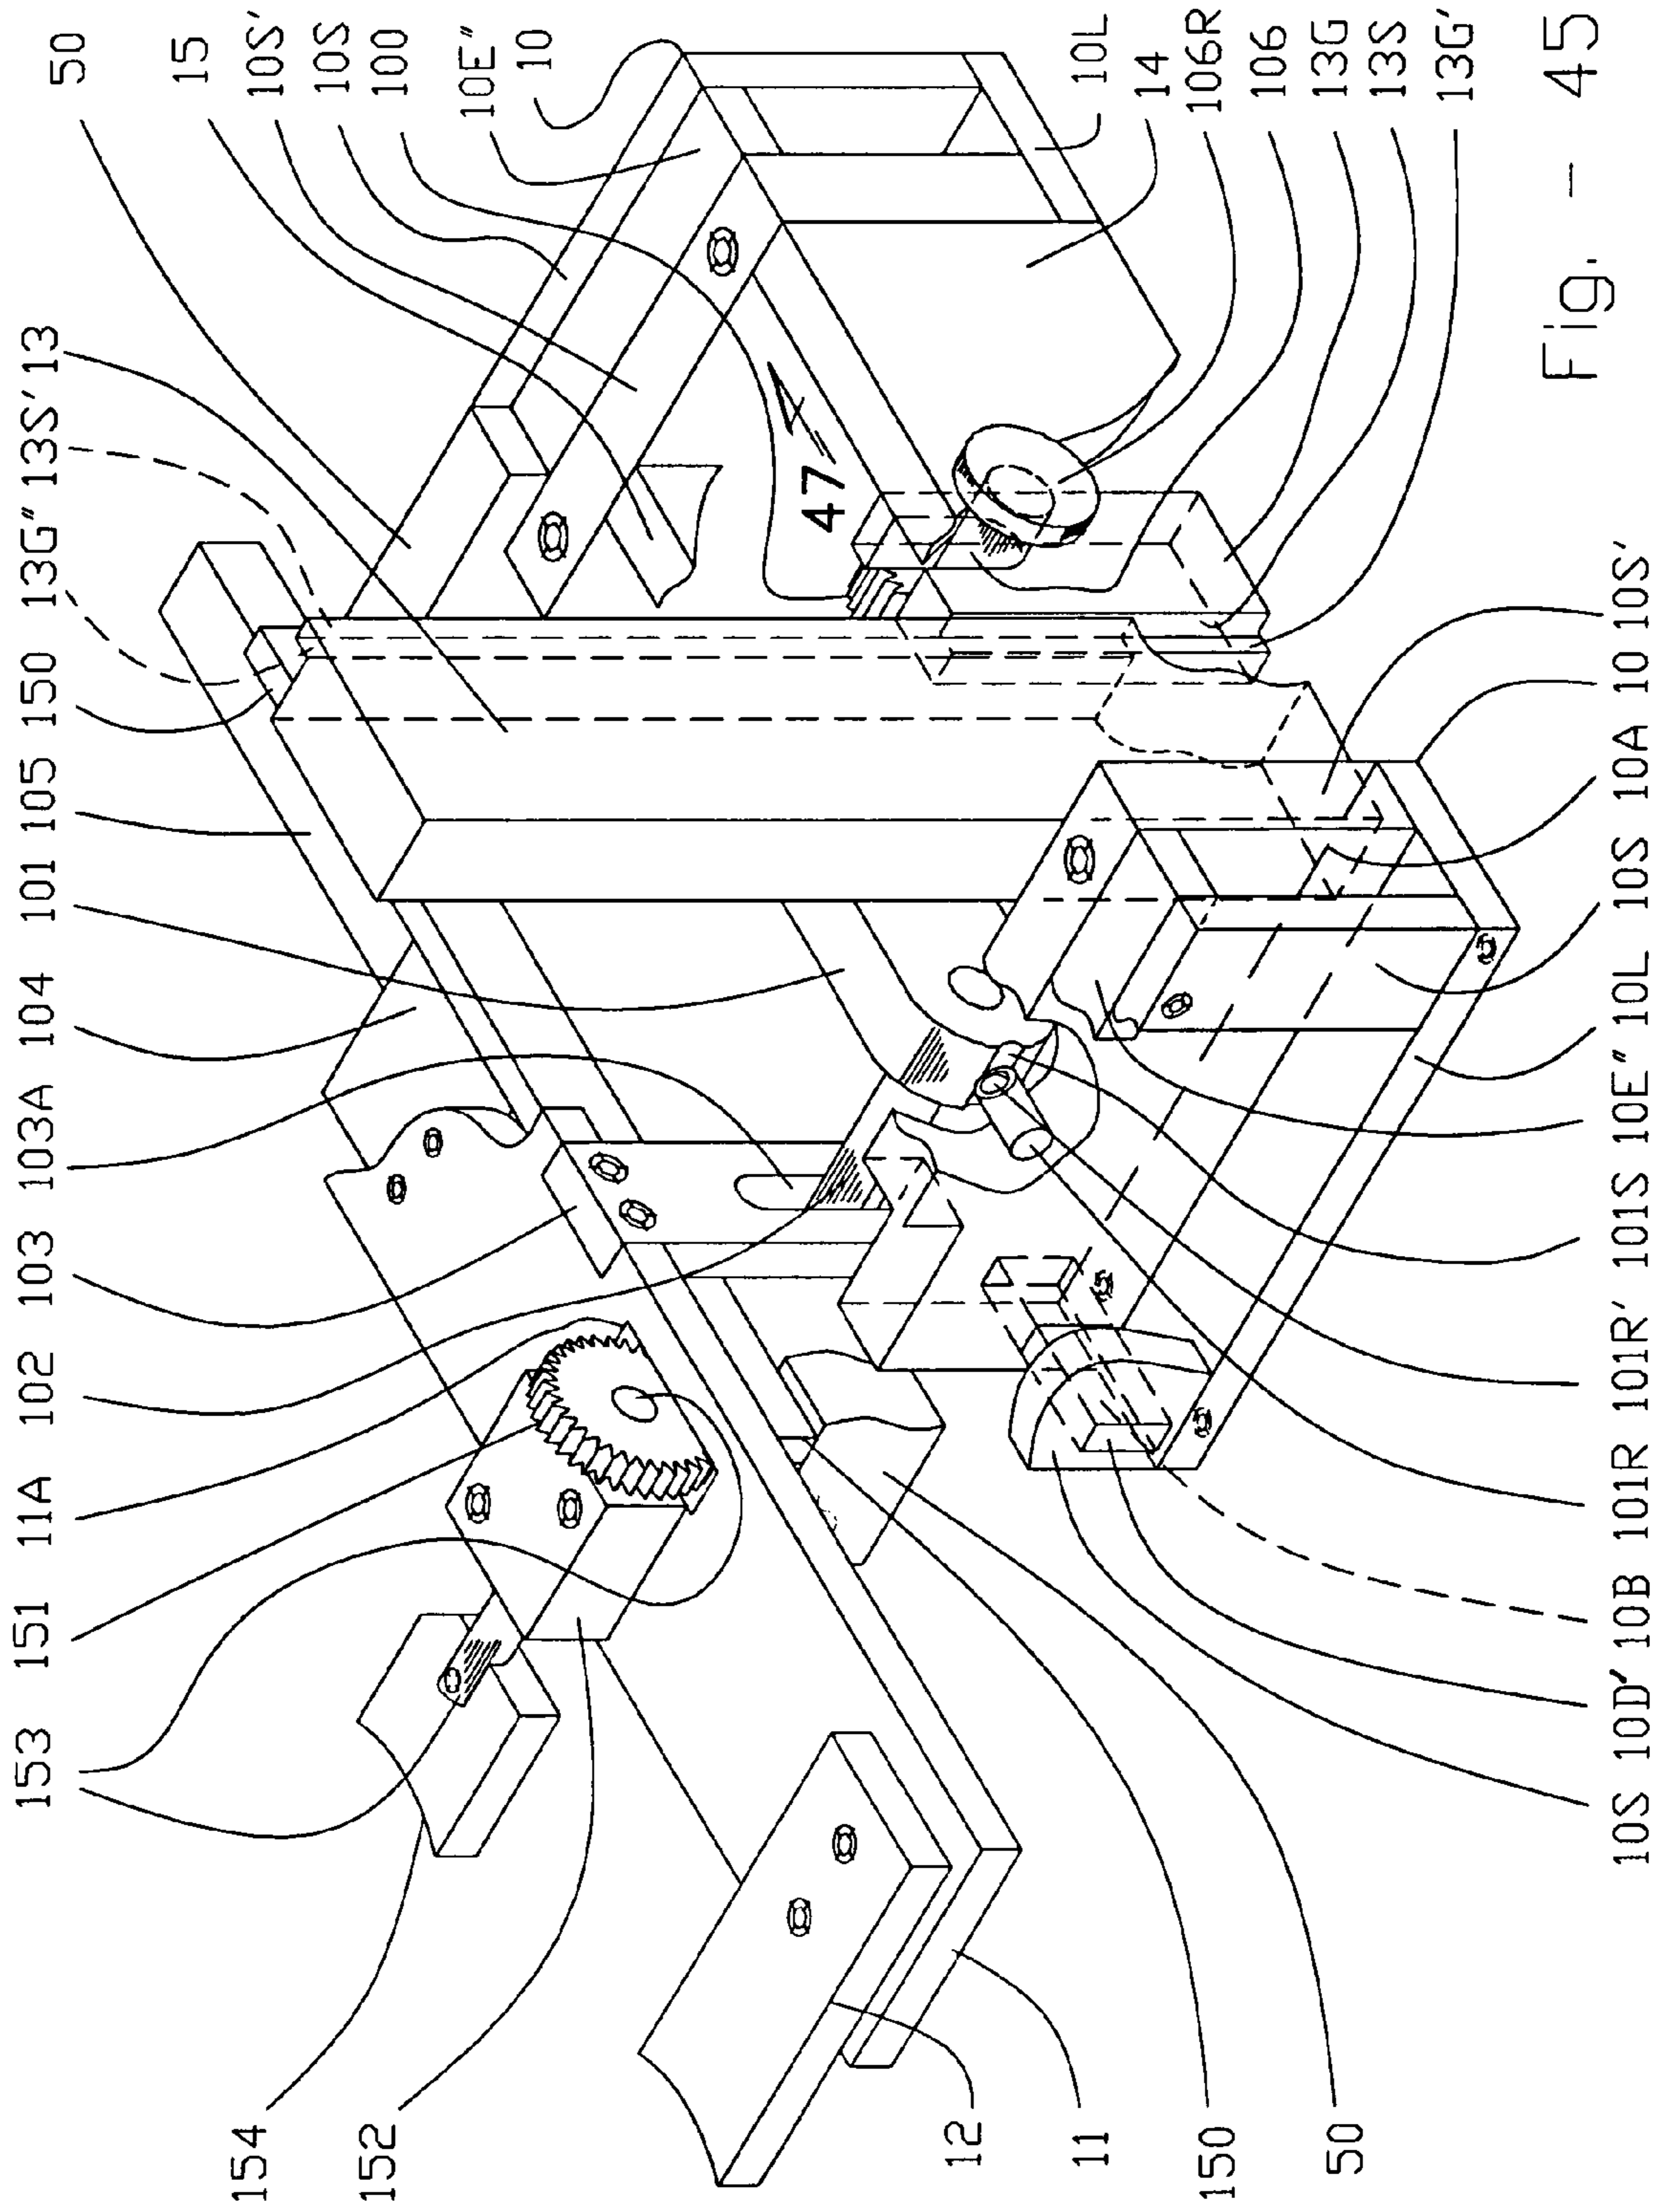 153 151 11A 102 103 103A 104 101 105 150 13G" 13S' 13
50
15
10S'
10S
100
10E"
10
47
10L
14
106R
106
13G
13S
13G'
154
152
12
11
150
50
10S 10D' 10B 101R 101R' 101S 10E" 10L 10S 10A 10 10S'
Fig. - 45